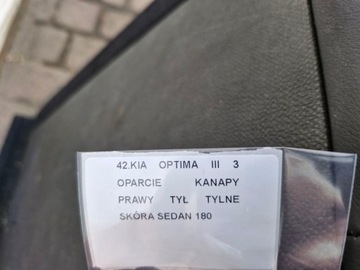 42.KIA OPTIMA III 3
OPARCIE KANAPY
PRAWY TYŁ TYLNE
SKÓRA SEDAN 180